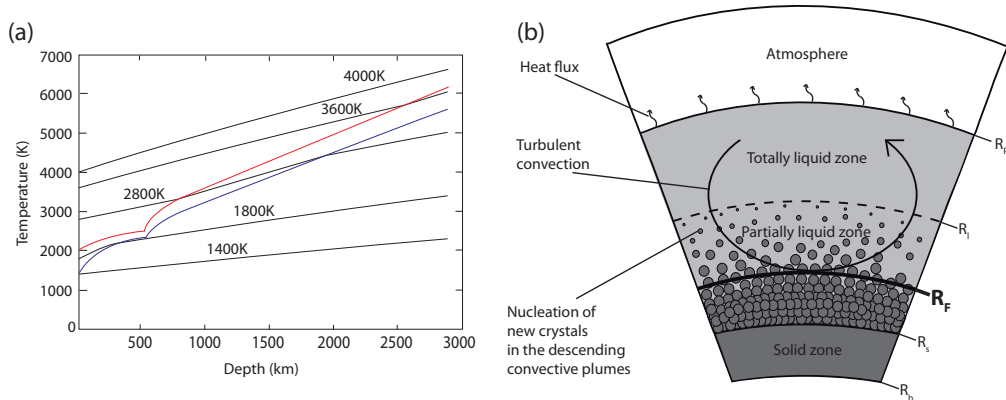 (a)
7000
6000
5000
4000
3000
2000
1000
0
Temperature (K)
4000K
3600K
2800K
1800K
1400K
500
1000
1500
2000
2500
3000
Depth (km)
(b)
Atmosphere
Heat flux
Turbulent
convection
Totally liquid zone
Partially liquid zone
Nucleation of
new crystals
in the descending
convective plumes
Solid zone
R_l
R_F
R_s